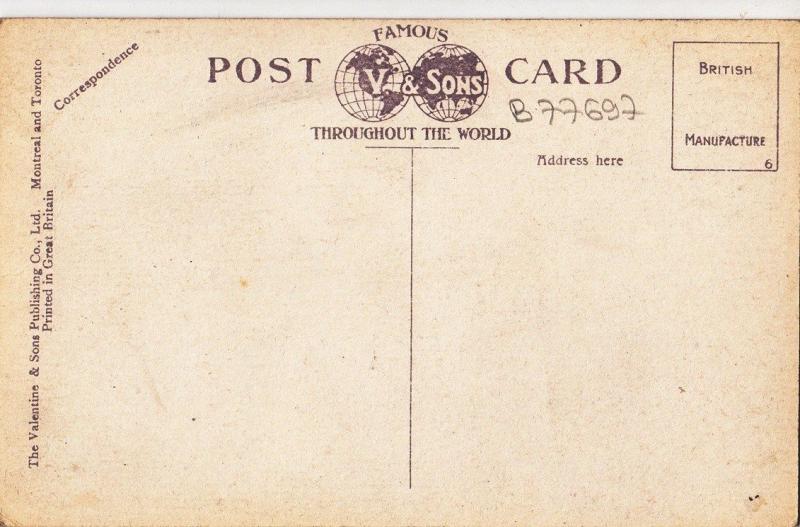 FAMOUS
POST V. & SONS CARD
THROUGHOUT THE WORLD
Correspondence
B77697
Address here
BRITISH
MANUFACTURE
6
The Valentine & Sons Publishing Co., Ltd. Montreal and Toronto
Printed in Great Britain